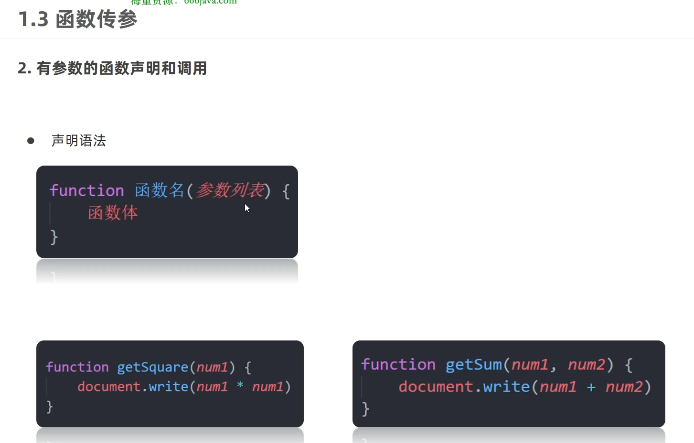 海量资源：666java.com
1.3 函数传参
2. 有参数的函数声明和调用
● 声明语法
function 函数名(参数列表) {
函数体
}
function getSquare(num1) {
document.write(num1 * num1)
}
function getSum(num1, num2) {
document.write(num1 + num2)
}